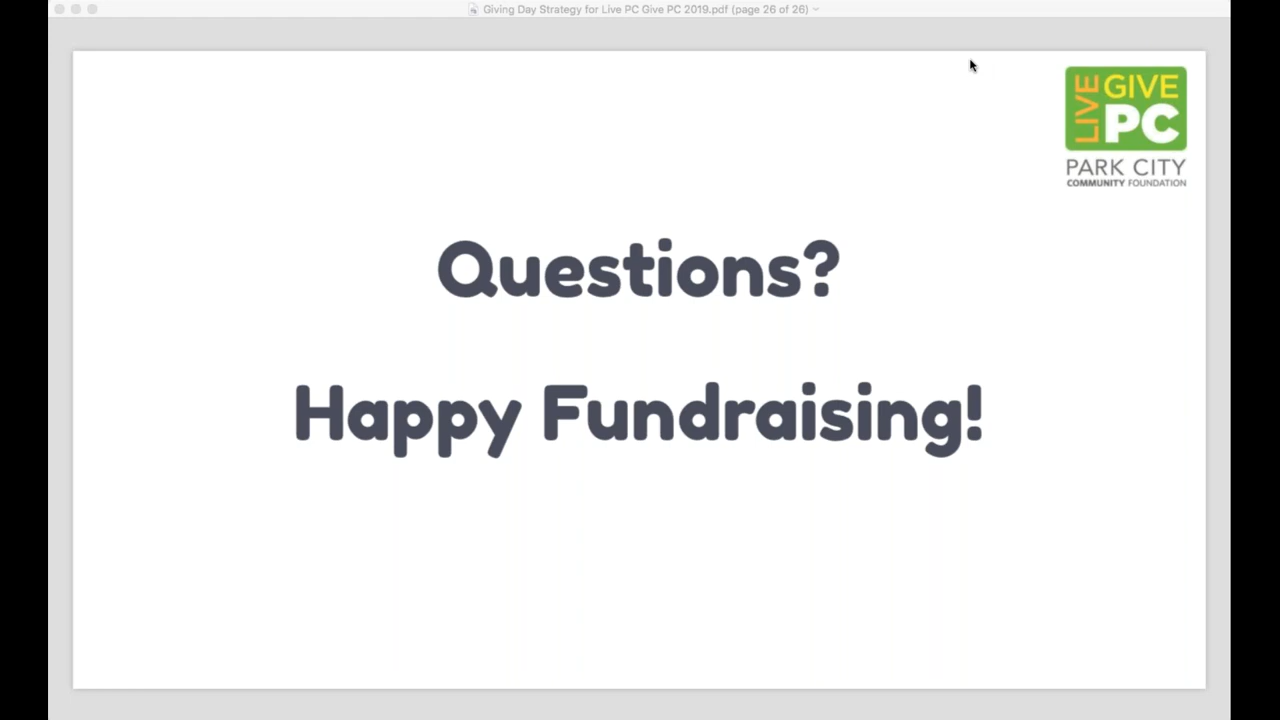 Giving Day Strategy for Live PC Give PC 2019.pdf (page 26 of 26)
LIVE GIVE
PC
PARK CITY
COMMUNITY FOUNDATION
Questions?
Happy Fundraising!